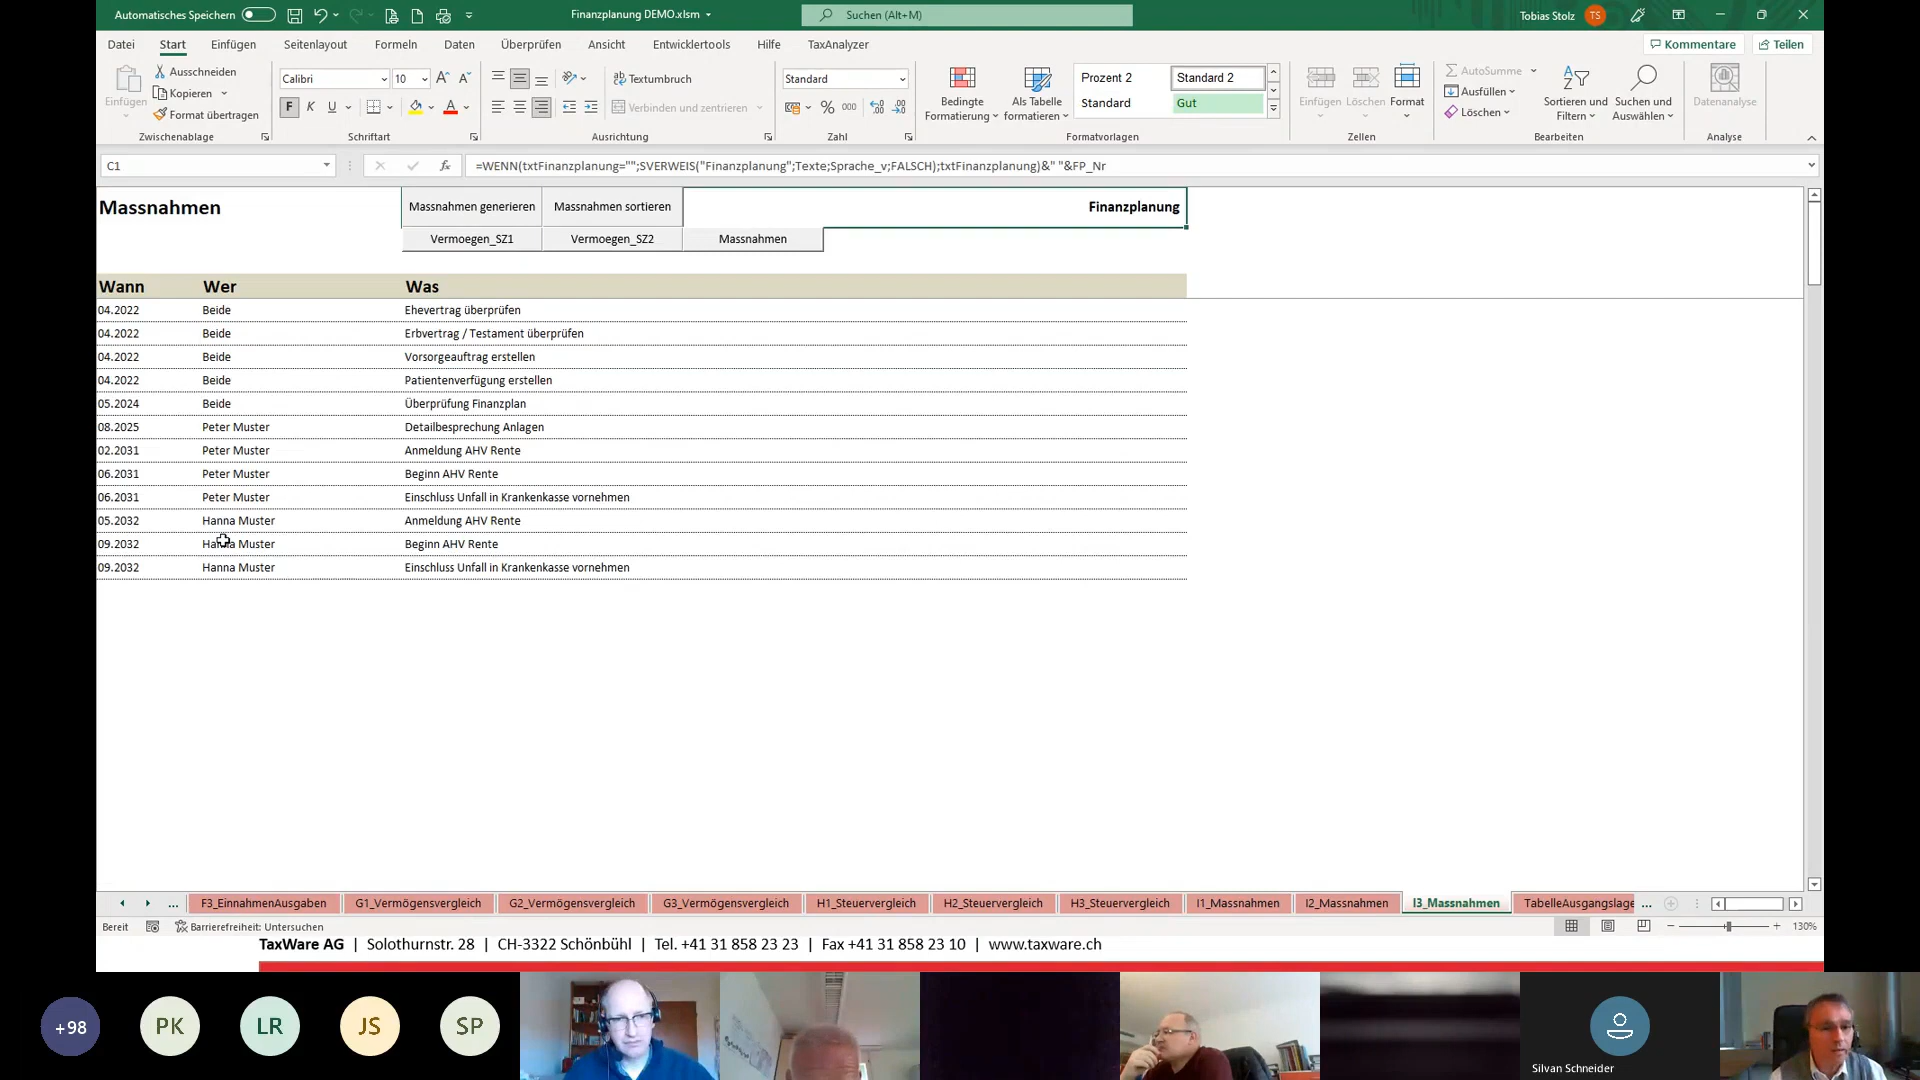 Automatisches Speichern
Finanzplanung DEMO.xlsm
Suchen (Alt+M)
Tobias Stolz
TS
Datei
Start
Einfügen
Seitenlayout
Formeln
Daten
Überprüfen
Ansicht
Entwicklertools
Hilfe
TaxAnalyzer
Kommentare
Teilen
Einfügen
Ausschneiden
Kopieren
Format übertragen
Zwischenablage
Calibri
10
F K U
Schriftart
Textumbruch
Verbinden und zentrieren
Ausrichtung
Standard
% 000
Zahl
Bedingte Formatierung
Als Tabelle formatieren
Prozent 2
Standard 2
Standard
Gut
Formatvorlagen
Einfügen
Löschen
Format
Zellen
AutoSumme
Ausfüllen
Löschen
Sortieren und Filtern
Suchen und Auswählen
Bearbeiten
Datenanalyse
Analyse
C1
fx
=WENN(txtFinanzplanung="";SVERWEIS("Finanzplanung";Texte;Sprache_v;FALSCH);txtFinanzplanung)&" "&FP_Nr
Massnahmen
Massnahmen generieren
Massnahmen sortieren
Finanzplanung
Vermoegen_SZ1
Vermoegen_SZ2
Massnahmen
Wann Wer Was
04.2022 Beide Ehevertrag überprüfen
04.2022 Beide Erbvertrag / Testament überprüfen
04.2022 Beide Vorsorgeauftrag erstellen
04.2022 Beide Patientenverfügung erstellen
05.2024 Beide Überprüfung Finanzplan
08.2025 Peter Muster Detailbesprechung Anlagen
02.2031 Peter Muster Anmeldung AHV Rente
06.2031 Peter Muster Beginn AHV Rente
06.2031 Peter Muster Einschluss Unfall in Krankenkasse vornehmen
05.2032 Hanna Muster Anmeldung AHV Rente
09.2032 Hanna Muster Beginn AHV Rente
09.2032 Hanna Muster Einschluss Unfall in Krankenkasse vornehmen
...
F3_EinnahmenAusgaben
G1_Vermögensvergleich
G2_Vermögensvergleich
G3_Vermögensvergleich
H1_Steuervergleich
H2_Steuervergleich
H3_Steuervergleich
I1_Massnahmen
I2_Massnahmen
I3_Massnahmen
TabelleAusgangslage
...
Bereit
Barrierefreiheit: Untersuchen
130%
TaxWare AG | Solothurnstr. 28 | CH-3322 Schönbühl | Tel. +41 31 858 23 23 | Fax +41 31 858 23 10 | www.taxware.ch
+98
PK
LR
JS
SP
Silvan Schneider